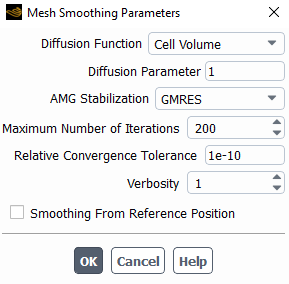 Mesh Smoothing Parameters
Diffusion Function Cell Volume
Diffusion Parameter 1
AMG Stabilization GMRES
Maximum Number of Iterations 200
Relative Convergence Tolerance 1e-10
Verbosity 1
Smoothing From Reference Position
OK Cancel Help